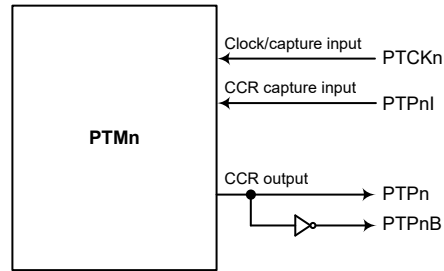 Clock/capture input
PTCKn
CCR capture input
PTPnI
PTMn
CCR output
PTPn
PTPnB